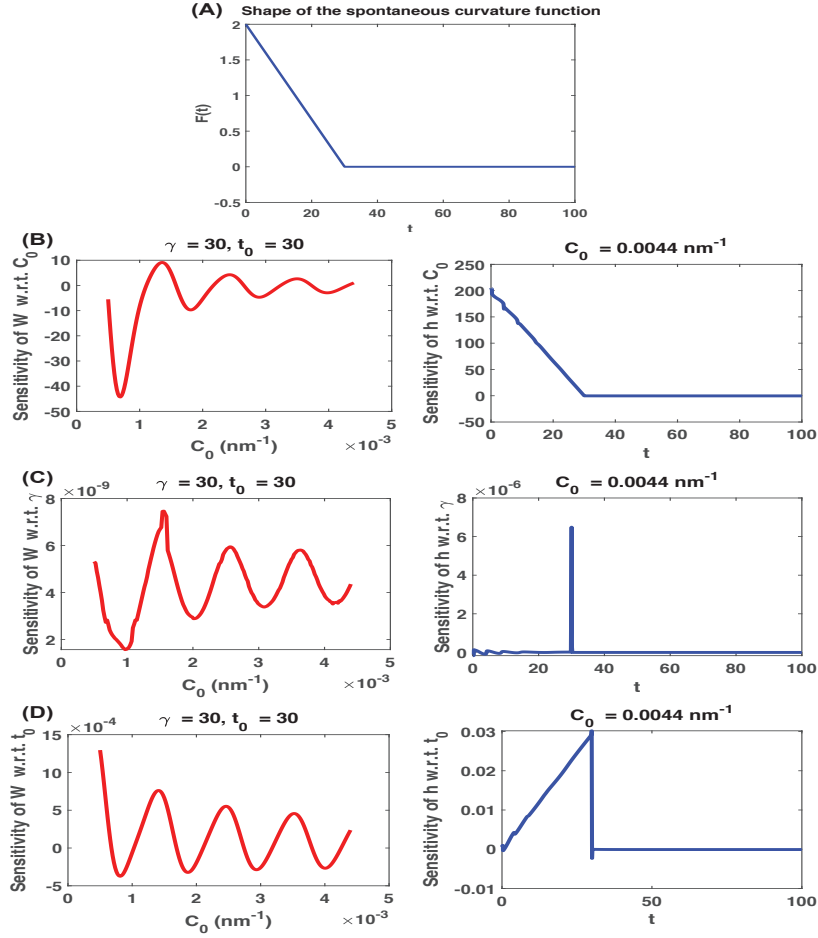 (A) Shape of the spontaneous curvature function
F(t)
2
1.5
1
0.5
0
-0.5
0 20 40 60 80 100
t
(B) γ = 30, t0 = 30
Sensitivity of W w.r.t. C0
10
0
-10
-20
-30
-40
-50
0 1 2 3 4 5
C0 (nm-1) ×10-3
C0 = 0.0044 nm-1
Sensitivity of h w.r.t. C0
250
200
150
100
50
0
-50
0 20 40 60 80 100
t
(C) γ = 30, t0 = 30
×10-9
Sensitivity of W w.r.t. γ
8
6
4
2
0 1 2 3 4 5
C0 (nm-1) ×10-3
C0 = 0.0044 nm-1
×10-6
Sensitivity of h w.r.t. γ
8
6
4
2
0
0 20 40 60 80 100
t
(D) γ = 30, t0 = 30
×10-4
Sensitivity of W w.r.t. t0
15
10
5
0
-5
0 1 2 3 4 5
C0 (nm-1) ×10-3
C0 = 0.0044 nm-1
Sensitivity of h w.r.t. t0
0.03
0.02
0.01
0
-0.01
50 100
t